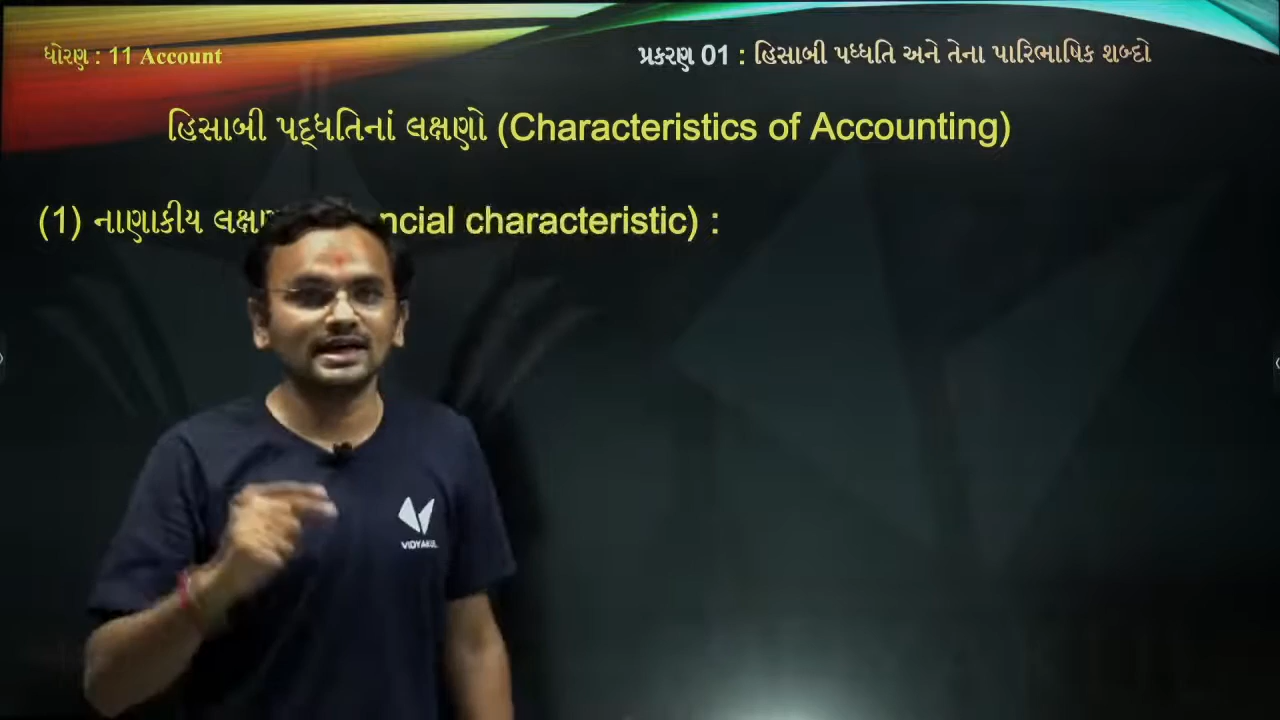 ધોરણ : 11 Account
પ્રકરણ 01 : હિસાબી પધ્ધતિ અને તેના પારિભાષિક શબ્દો
હિસાબી પદ્ધતિનાં લક્ષણો (Characteristics of Accounting)
(1) નાણાકીય ncial characteristic) :